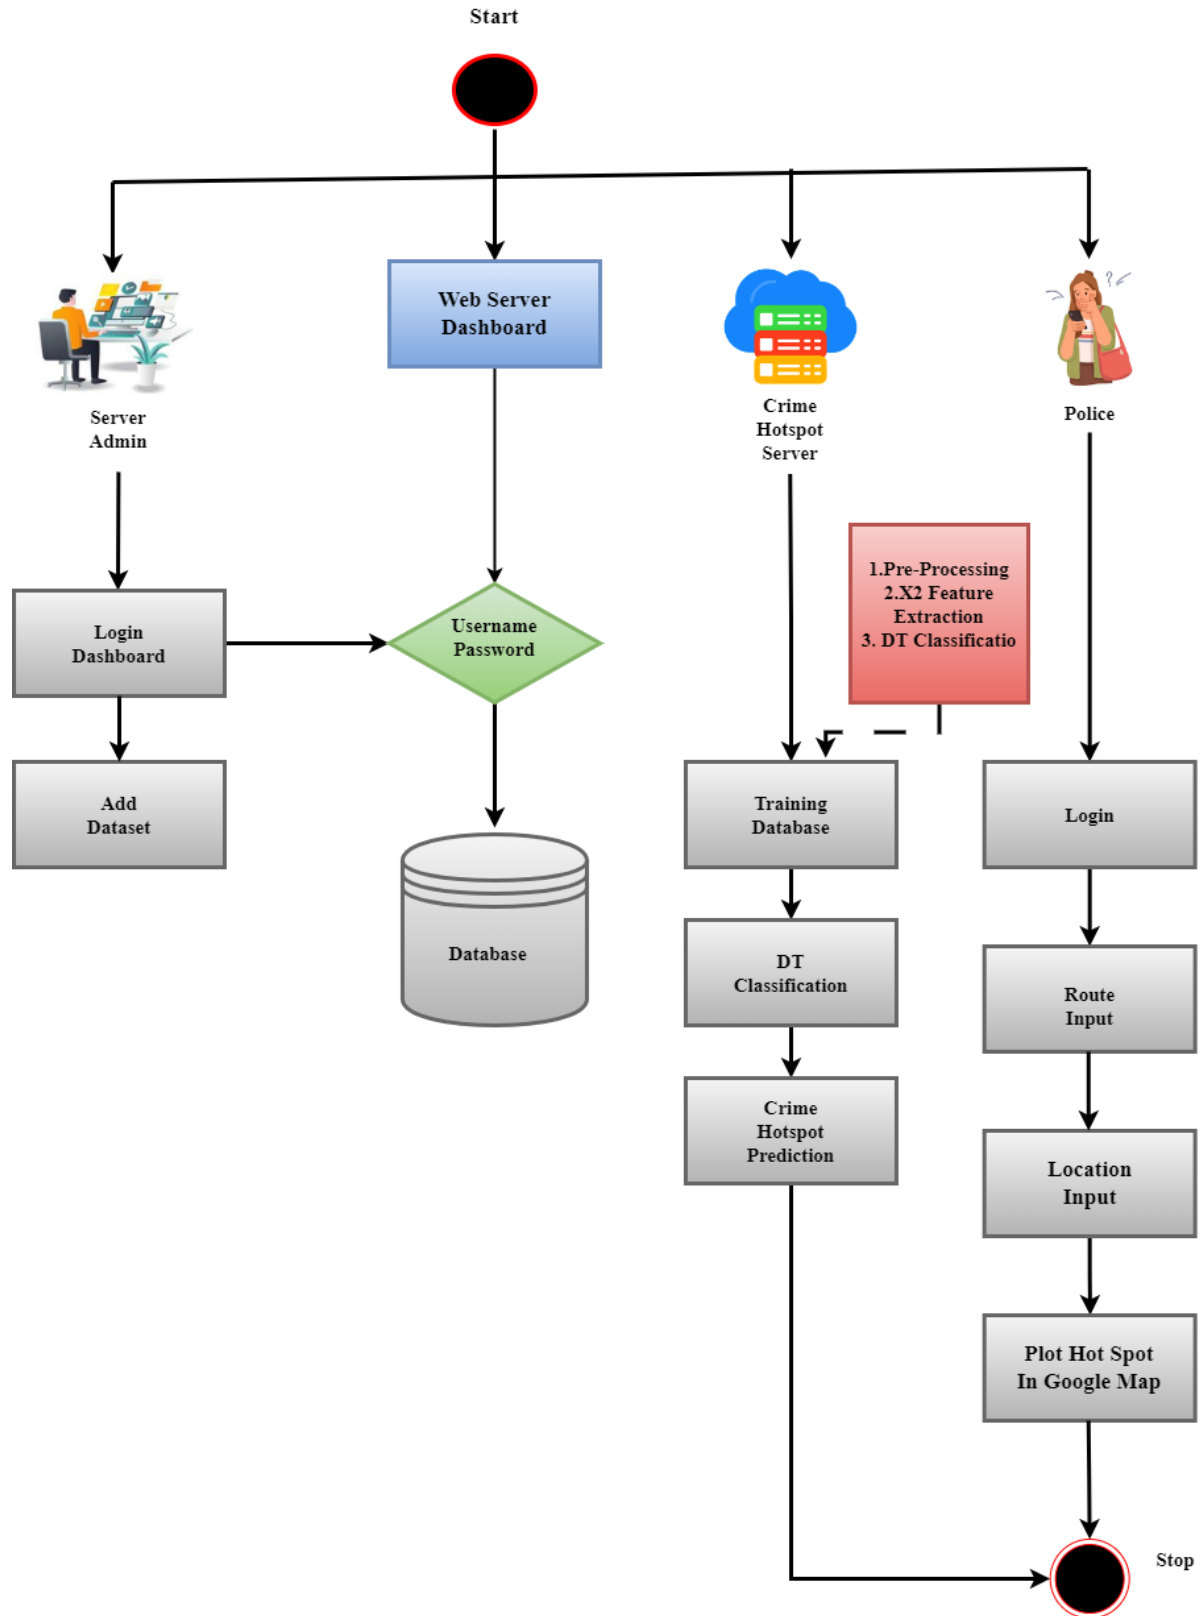 Start
Web Server
Dashboard
Server
Admin
Crime
Hotspot
Server
Police
1.Pre-Processing
2.X2 Feature
Extraction
3. DT Classificatio
Login
Dashboard
Username
Password
Add
Dataset
Training
Database
Login
Database
DT
Classification
Route
Input
Crime
Hotspot
Prediction
Location
Input
Plot Hot Spot
In Google Map
Stop